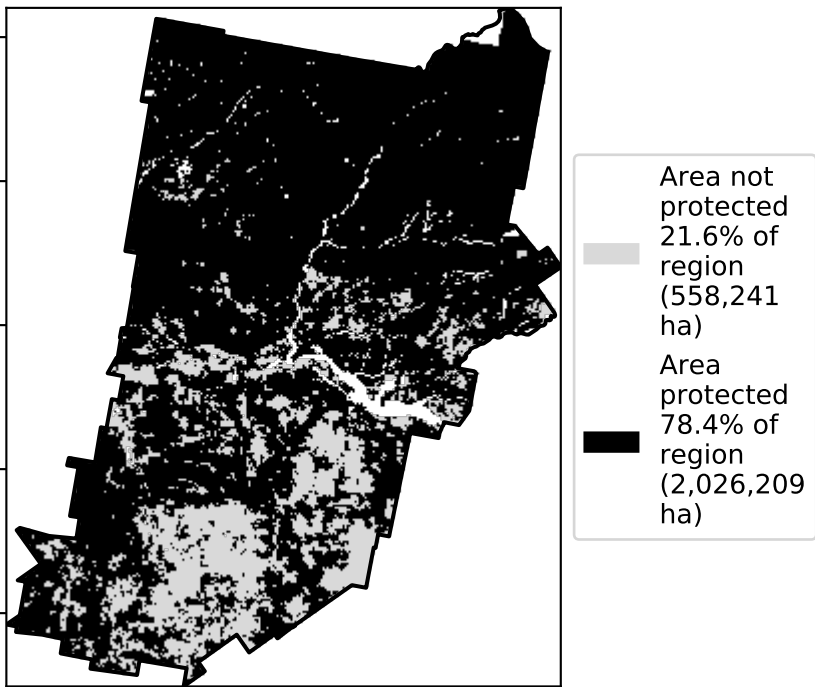 Area not
protected
21.6% of
region
(558,241
ha)
Area
protected
78.4% of
region
(2,026,209
ha)